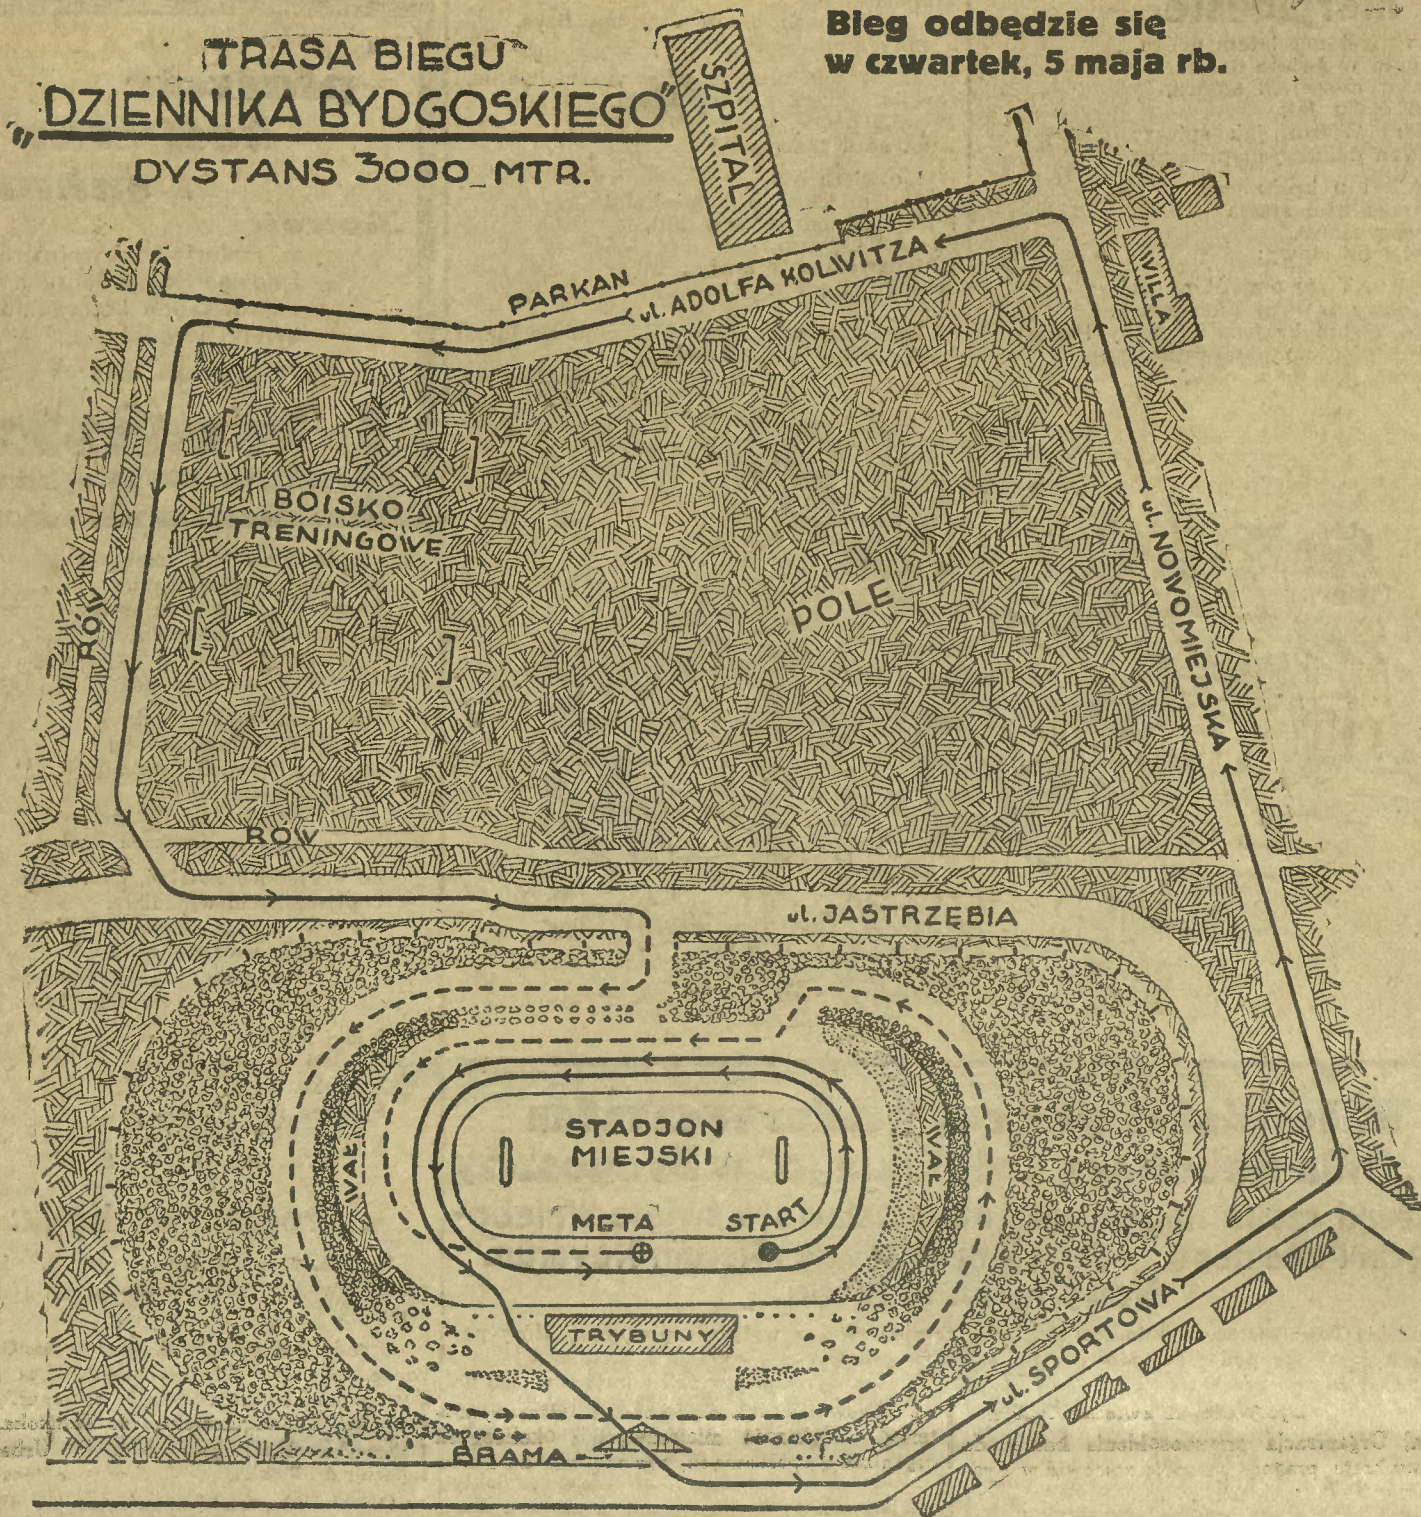 TRASA BIEGU
„DZIENNIKA BYDGOSKIEGO”
DYSTANS 3000 MTR.
Bieg odbędzie się
w czwartek, 5 maja rb.
SZPITAL
WILLA
PARKAN
ul. ADOLFA KOLWITZA
ul. NOWOMIEJSKA
BOISKO
TRENINGOWE
POLE
RÓW
RÓW
ul. JASTRZĘBIA
STADJON
MIEJSKI
WAŁ
WAŁ
META
START
TRYBUNY
ul. SPORTOWA
BRAMA